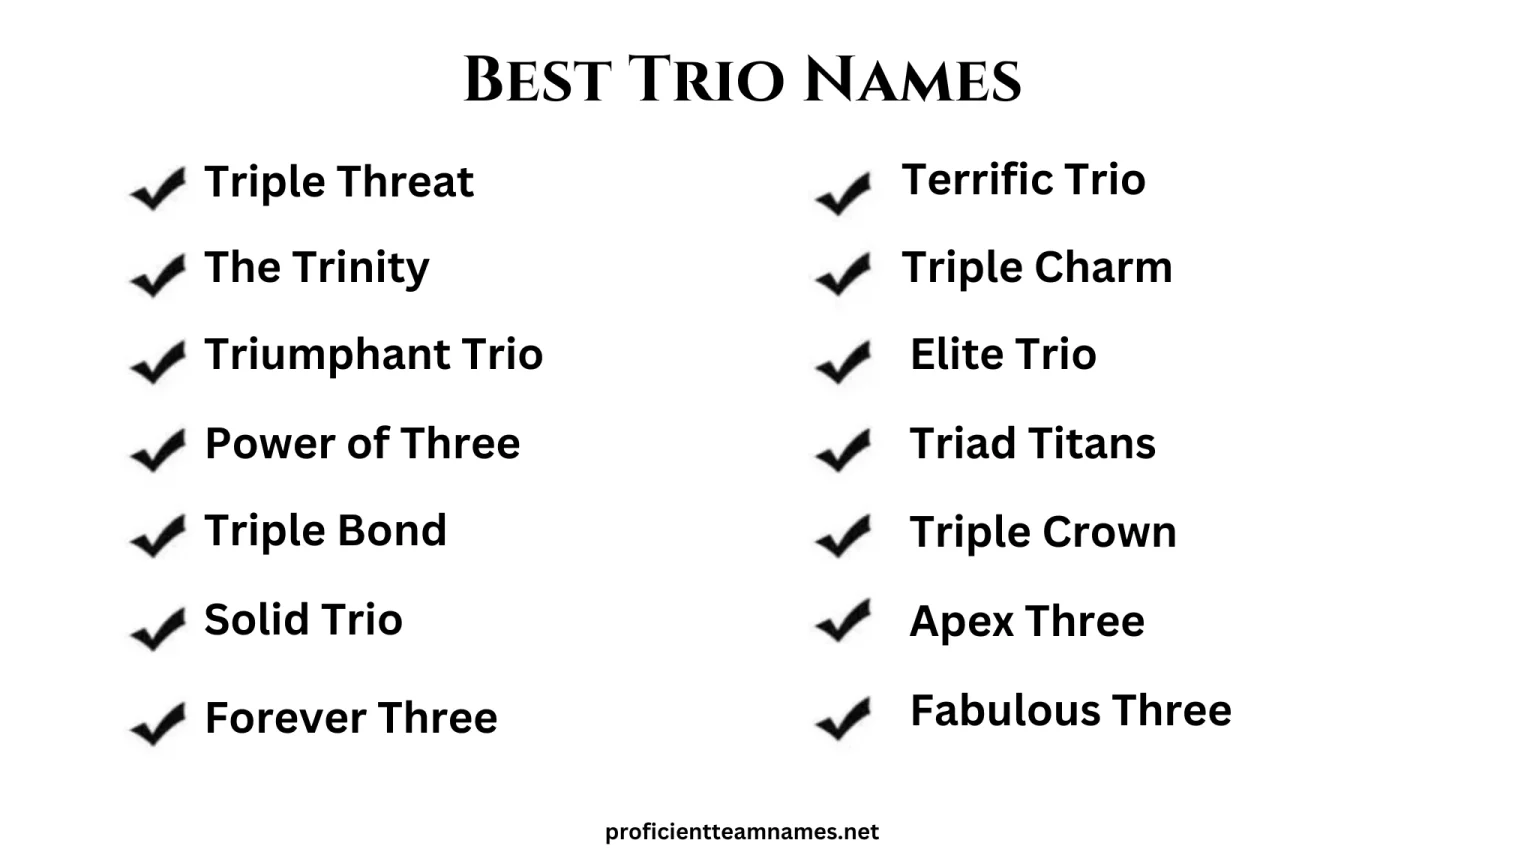 Best Trio Names
Triple Threat
The Trinity
Triumphant Trio
Power of Three
Triple Bond
Solid Trio
Forever Three
Terrific Trio
Triple Charm
Elite Trio
Triad Titans
Triple Crown
Apex Three
Fabulous Three
proficientteamnames.net